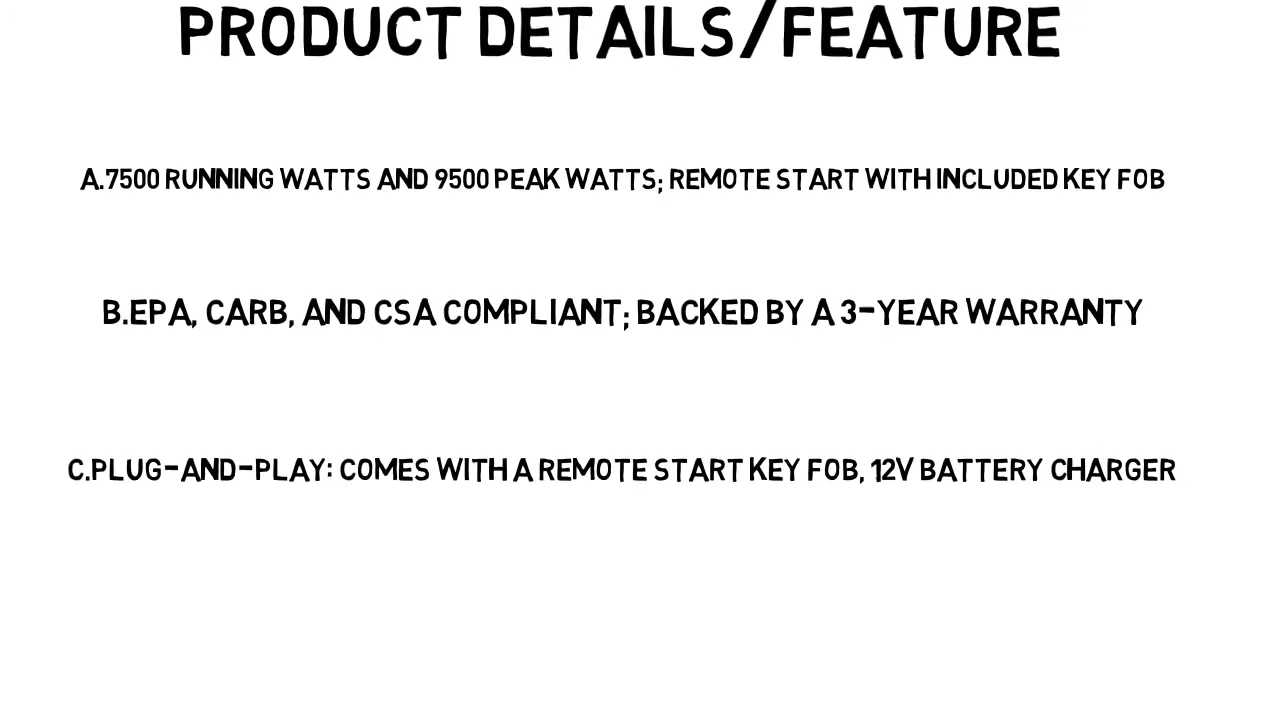 PRODUCT DETAILS/FEATURE
A.7500 RUNNING WATTS AND 9500 PEAK WATTS; REMOTE START WITH INCLUDED KEY FOB
B.EPA, CARB, AND CSA COMPLIANT; BACKED BY A 3-YEAR WARRANTY
C.PLUG-AND-PLAY: COMES WITH A REMOTE START KEY FOB, 12V BATTERY CHARGER